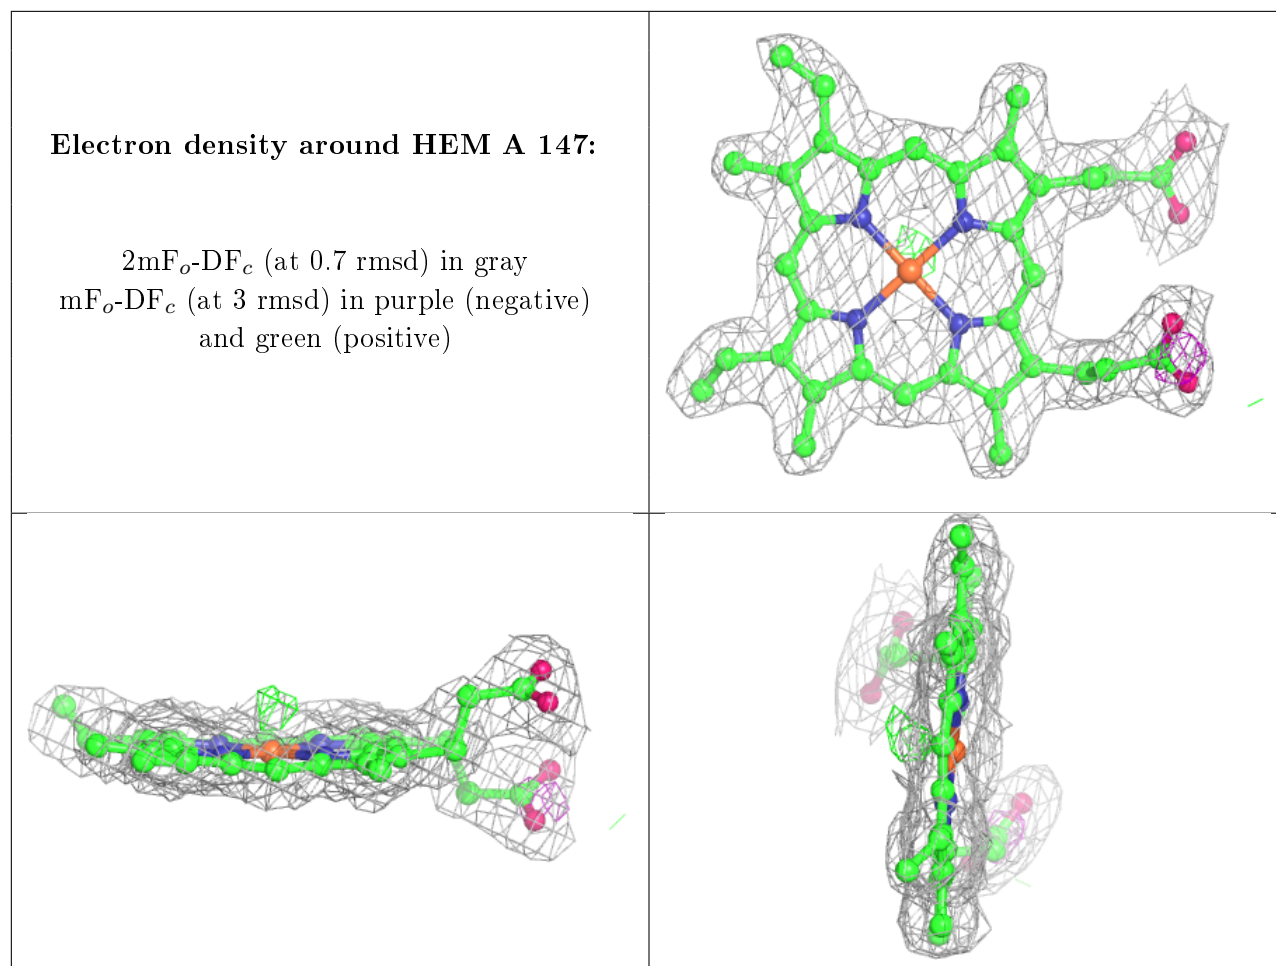 Electron density around HEM A 147:
2mFₒ-DF𝒸 (at 0.7 rmsd) in gray
mFₒ-DF𝒸 (at 3 rmsd) in purple (negative)
and green (positive)